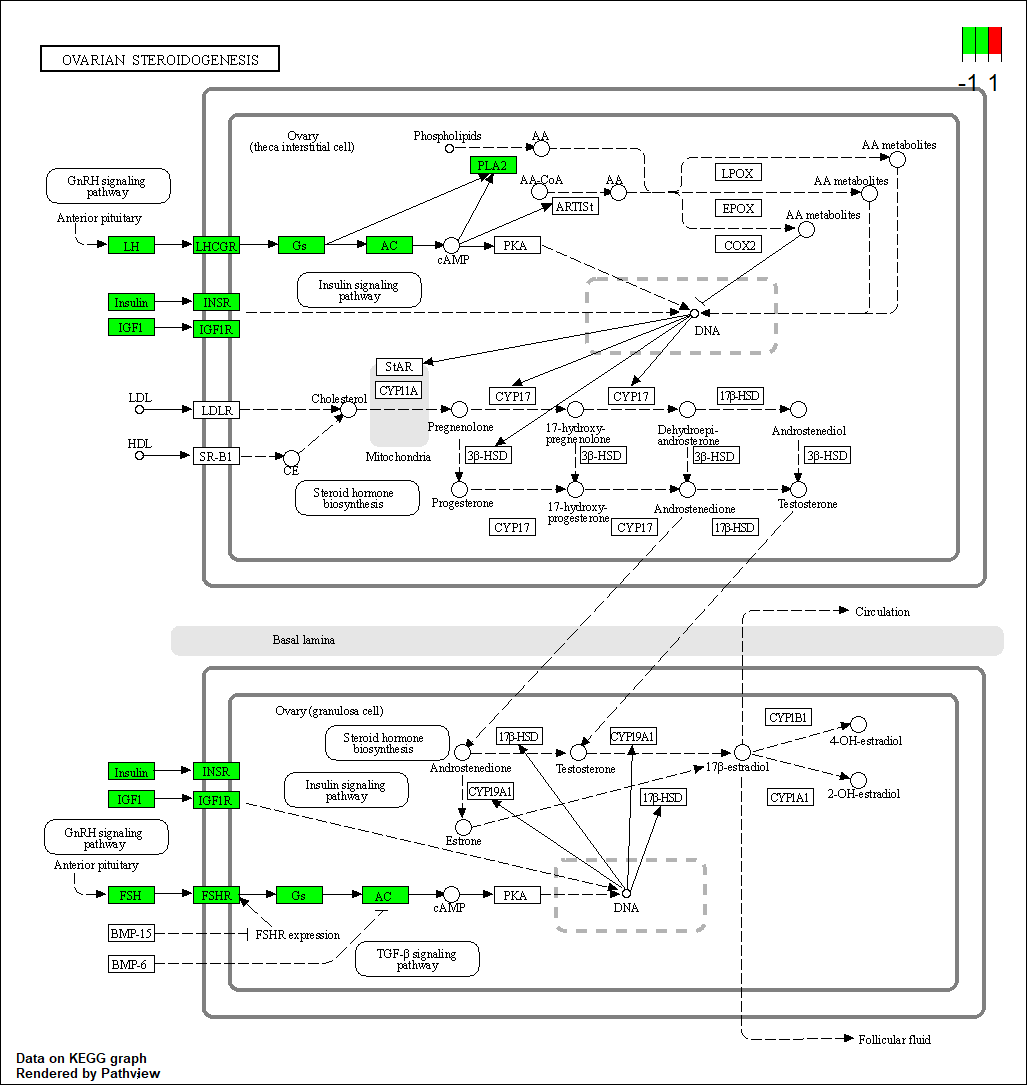 OVARIAN STEROIDOGENESIS
-1 1
Ovary
(theca interstitial cell)
Phospholipids
AA
AA metabolites
PLA2
LPOX
GnRH signaling
pathway
AA-CoA
AA
AA metabolites
ARTISt
EPOX
Anterior pituitary
AA metabolites
LH
LHCGR
Gs
AC
cAMP
PKA
COX2
Insulin signaling
pathway
Insulin
INSR
IGF1
IGF1R
DNA
StAR
CYP11A
CYP17
CYP17
17β-HSD
LDL
LDLR
Cholesterol
Pregnenolone
17-hydroxy-
pregnenolone
Dehydroepi-
androsterone
Androstenediol
HDL
SR-B1
CE
Mitochondria
3β-HSD
3β-HSD
3β-HSD
3β-HSD
Steroid hormone
biosynthesis
Progesterone
17-hydroxy-
progesterone
Androstenedione
Testosterone
CYP17
CYP17
17β-HSD
Circulation
Basal lamina
Ovary (granulosa cell)
Steroid hormone
biosynthesis
17β-HSD
CYP19A1
CYP1B1
4-OH-estradiol
Androstenedione
Testosterone
17β-estradiol
Insulin
INSR
Insulin signaling
pathway
CYP19A1
17β-HSD
CYP1A1
2-OH-estradiol
IGF1
IGF1R
GnRH signaling
pathway
Estrone
Anterior pituitary
FSH
FSHR
Gs
AC
cAMP
PKA
DNA
BMP-15
FSHR expression
BMP-6
TGF-β signaling
pathway
Follicular fluid
Data on KEGG graph
Rendered by Pathview